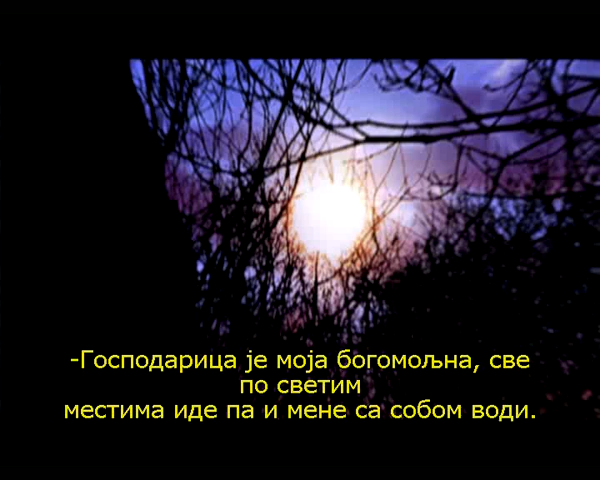 -Господарица је моја богомољна, све
по светим
местима иде па и мене са собом води.